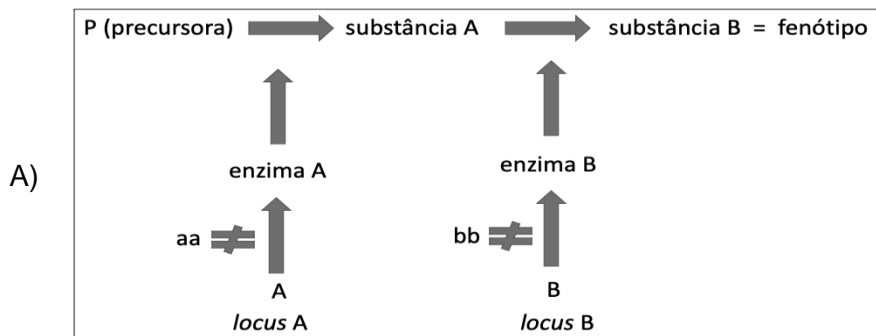 P (precursora) substância A substância B = fenótipo
A)
enzima A enzima B
aa bb
A B
locus A locus B